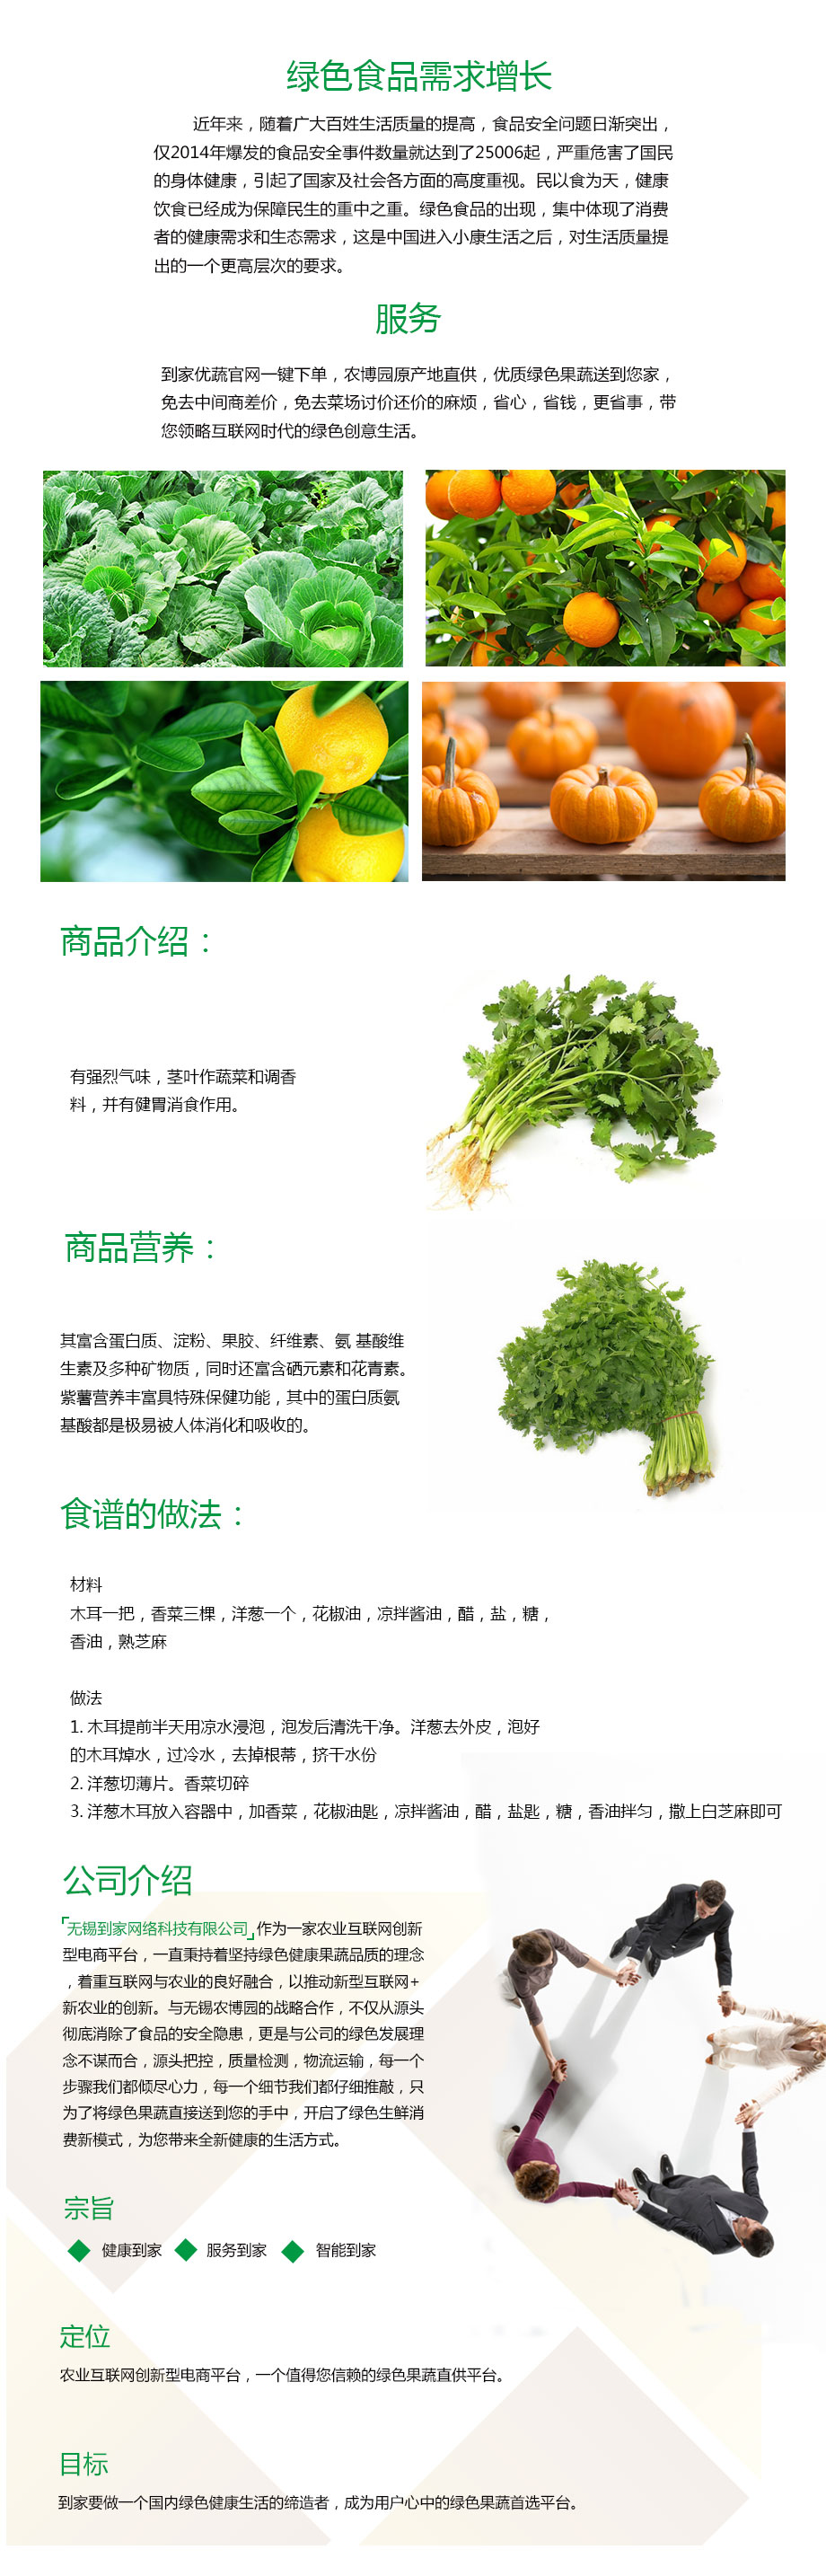 绿色食品需求增长
近年来，随着广大百姓生活质量的提高，食品安全问题日渐突出，
仅2014年爆发的食品安全事件数量就达到了25006起，严重危害了国民
的身体健康，引起了国家及社会各方面的高度重视。民以食为天，健康
饮食已经成为保障民生的重中之重。绿色食品的出现，集中体现了消费
者的健康需求和生态需求，这是中国进入小康生活之后，对生活质量提
出的一个更高层次的要求。
服务
到家优蔬官网一键下单，农博园原产地直供，优质绿色果蔬送到您家，
免去中间商差价，免去菜场讨价还价的麻烦，省心，省钱，更省事，带
您领略互联网时代的绿色创意生活。
商品介绍：
有强烈气味，茎叶作蔬菜和调香
料，并有健胃消食作用。
商品营养：
其富含蛋白质、淀粉、果胶、纤维素、氨 基酸维
生素及多种矿物质，同时还富含硒元素和花青素。
紫薯营养丰富具特殊保健功能，其中的蛋白质氨
基酸都是极易被人体消化和吸收的。
食谱的做法：
材料
木耳一把，香菜三棵，洋葱一个，花椒油，凉拌酱油，醋，盐，糖，
香油，熟芝麻
做法
1. 木耳提前半天用凉水浸泡，泡发后清洗干净。洋葱去外皮，泡好
的木耳焯水，过冷水，去掉根蒂，挤干水份
2. 洋葱切薄片。香菜切碎
3. 洋葱木耳放入容器中，加香菜，花椒油匙，凉拌酱油，醋，盐匙，糖，香油拌匀，撒上白芝麻即可
公司介绍
「无锡到家网络科技有限公司」作为一家农业互联网创新
型电商平台，一直秉持着坚持绿色健康果蔬品质的理念
，着重互联网与农业的良好融合，以推动新型互联网+
新农业的创新。与无锡农博园的战略合作，不仅从源头
彻底消除了食品的安全隐患，更是与公司的绿色发展理
念不谋而合，源头把控，质量检测，物流运输，每一个
步骤我们都倾尽心力，每一个细节我们都仔细推敲，只
为了将绿色果蔬直接送到您的手中，开启了绿色生鲜消
费新模式，为您带来全新健康的生活方式。
宗旨
健康到家 服务到家 智能到家
定位
农业互联网创新型电商平台，一个值得您信赖的绿色果蔬直供平台。
目标
到家要做一个国内绿色健康生活的缔造者，成为用户心中的绿色果蔬首选平台。